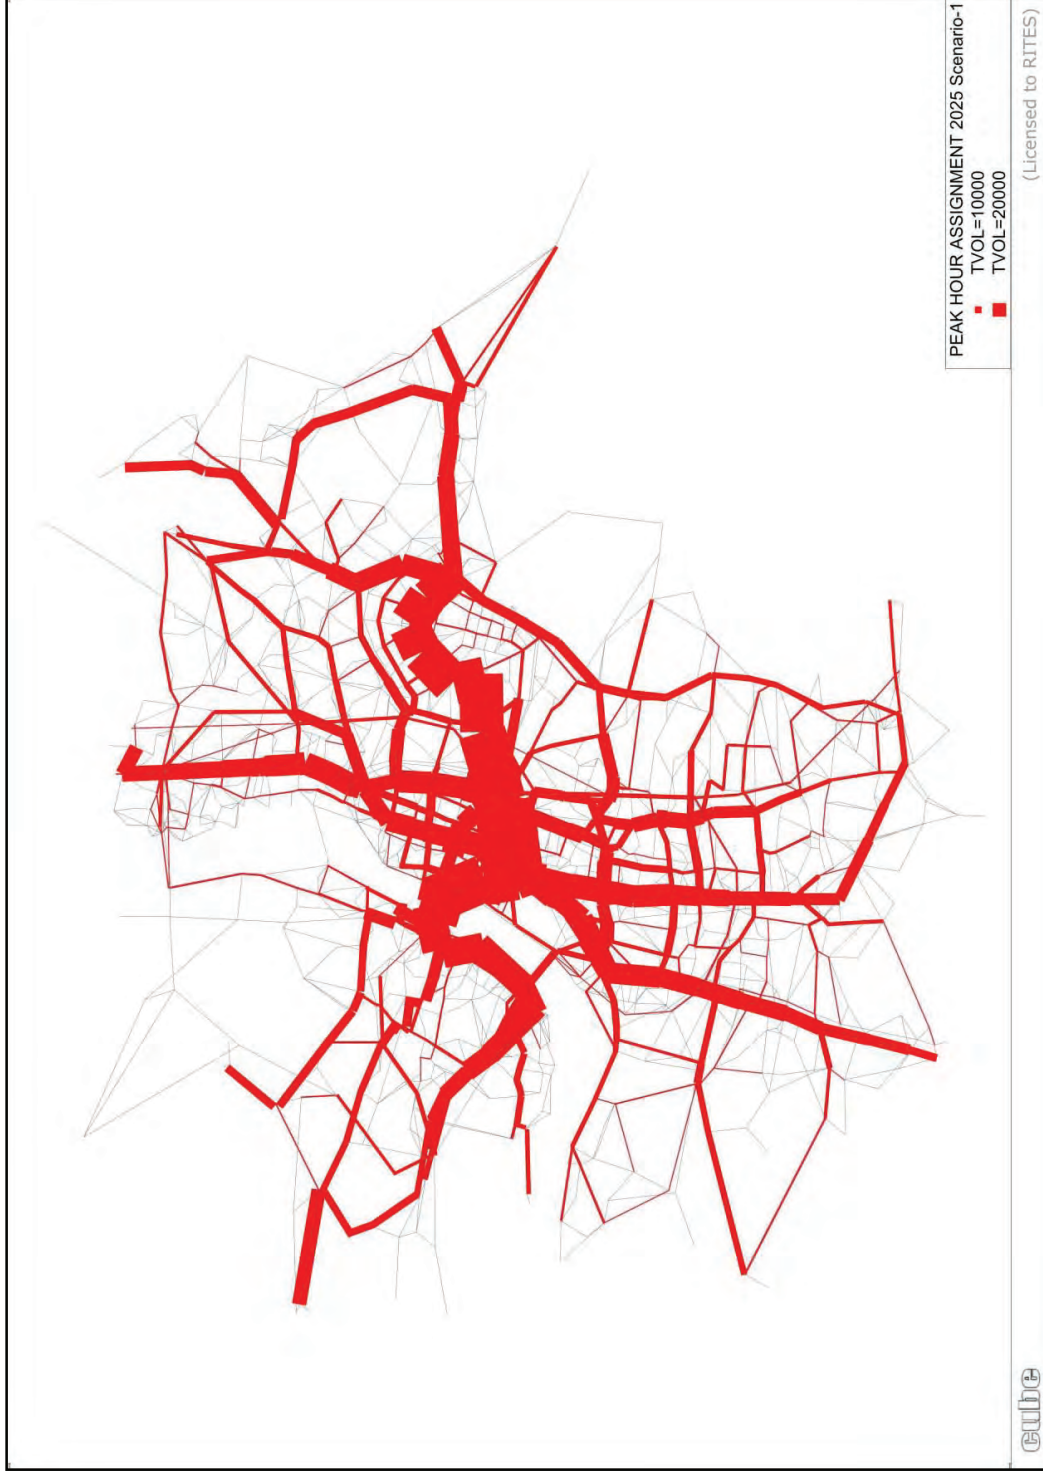 PEAK HOUR ASSIGNMENT 2025 Scenario-1
TVOL=10000
TVOL=20000
cube
(Licensed to RITES)